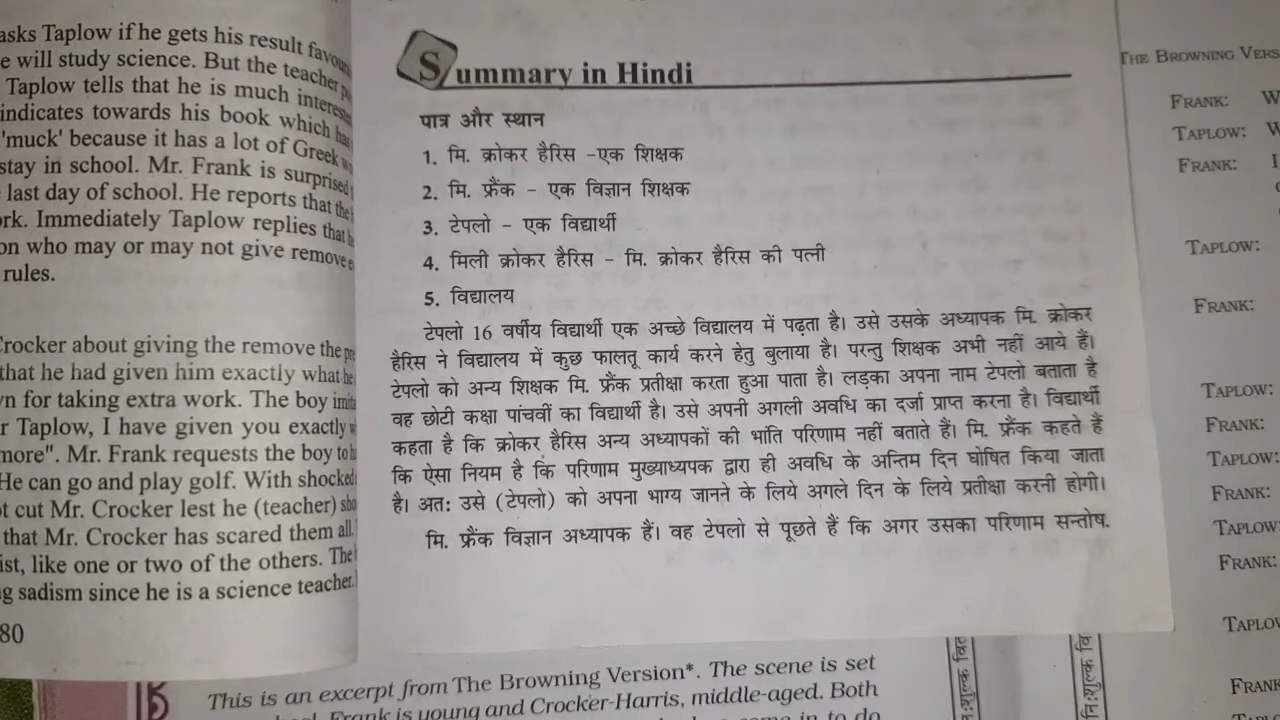 asks Taplow if he gets his result
e will study science. But the teacher
Taplow tells that he is much
indicates towards his book which
'muck' because it has a lot of Greek
stay in school. Mr. Frank is surprised
last day of school. He reports that the
rk. Immediately Taplow replies that
on who may or may not give remove
rules.
Crocker about giving the remove the
that he had given him exactly what he
n for taking extra work. The boy
r Taplow, I have given you exactly
more". Mr. Frank requests the boy to
He can go and play golf. With shocked
t cut Mr. Crocker lest he (teacher)
that Mr. Crocker has scared them all.
ist, like one or two of the others. The
g sadism since he is a science teacher.
80
Summary in Hindi
पात्र और स्थान
1. मि. क्रोकर हैरिस -एक शिक्षक
2. मि. फ्रैंक - एक विज्ञान शिक्षक
3. टेपलो - एक विद्यार्थी
4. मिली क्रोकर हैरिस - मि. क्रोकर हैरिस की पत्नी
5. विद्यालय
टेपलो 16 वर्षीय विद्यार्थी एक अच्छे विद्यालय में पढ़ता है। उसे उसके अध्यापक मि. क्रोकर
हैरिस ने विद्यालय में कुछ फालतू कार्य करने हेतु बुलाया है। परन्तु शिक्षक अभी नहीं आये हैं।
टेपलो को अन्य शिक्षक मि. फ्रैंक प्रतीक्षा करता हुआ पाता है। लड़का अपना नाम टेपलो बताता है
वह छोटी कक्षा पांचवीं का विद्यार्थी है। उसे अपनी अगली अवधि का दर्जा प्राप्त करना है। विद्यार्थी
कहता है कि क्रोकर हैरिस अन्य अध्यापकों की भांति परिणाम नहीं बताते हैं। मि. फ्रैंक कहते हैं
कि ऐसा नियम है कि परिणाम मुख्याध्यपक द्वारा ही अवधि के अन्तिम दिन घोषित किया जाता
है। अत: उसे (टेपलो) को अपना भाग्य जानने के लिये अगले दिन के लिये प्रतीक्षा करनी होगी।
मि. फ्रैंक विज्ञान अध्यापक हैं। वह टेपलो से पूछते हैं कि अगर उसका परिणाम सन्तोष.
This is an excerpt from The Browning Version*. The scene is set
Frank is young and Crocker-Harris, middle-aged. Both
THE BROWNING VERS
FRANK: W
TAPLOW: W
FRANK: I
TAPLOW:
FRANK:
TAPLOW:
FRANK:
TAPLOW:
FRANK:
TAPLOW
FRANK:
TAPLOW
FRANK